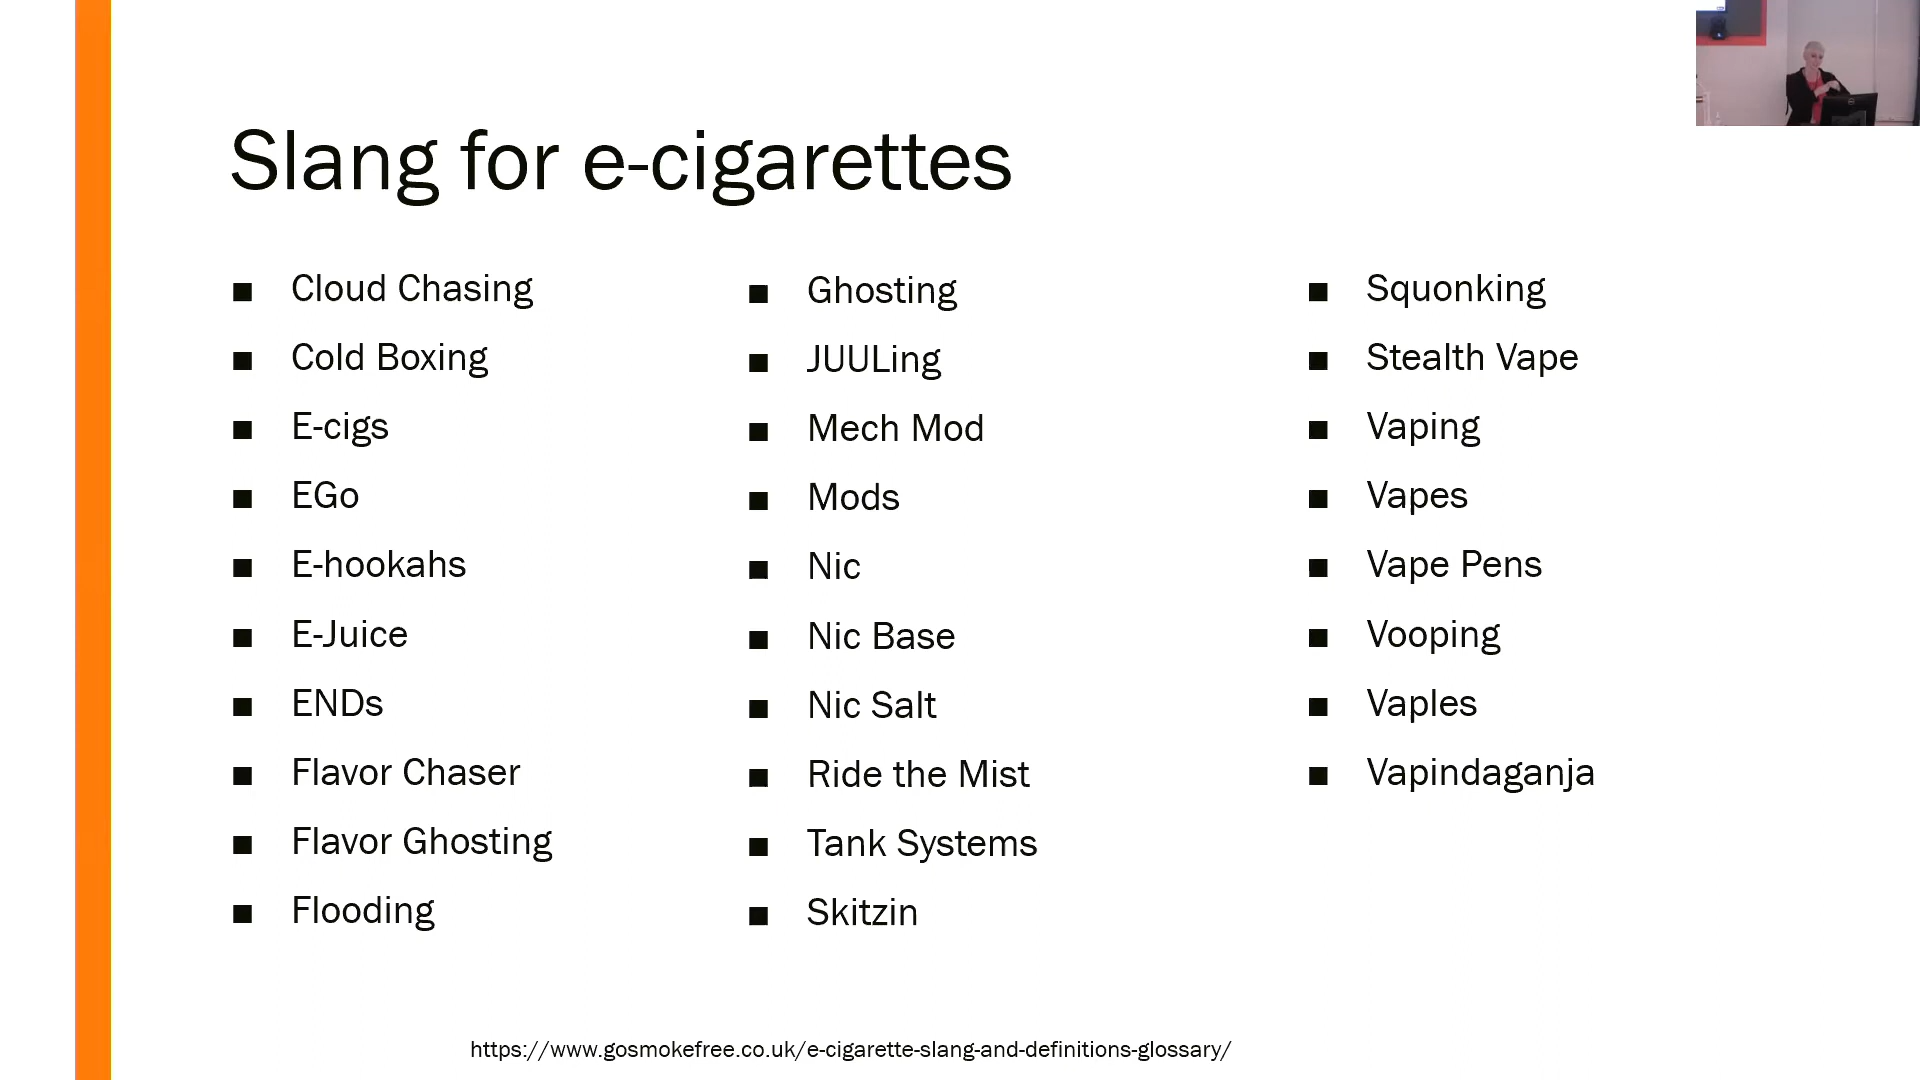 Slang for e-cigarettes
Cloud Chasing
Cold Boxing
E-cigs
EGo
E-hookahs
E-Juice
ENDs
Flavor Chaser
Flavor Ghosting
Flooding
Ghosting
JUULing
Mech Mod
Mods
Nic
Nic Base
Nic Salt
Ride the Mist
Tank Systems
Skitzin
Squonking
Stealth Vape
Vaping
Vapes
Vape Pens
Vooping
Vaples
Vapindaganja
https://www.gosmokefree.co.uk/e-cigarette-slang-and-definitions-glossary/